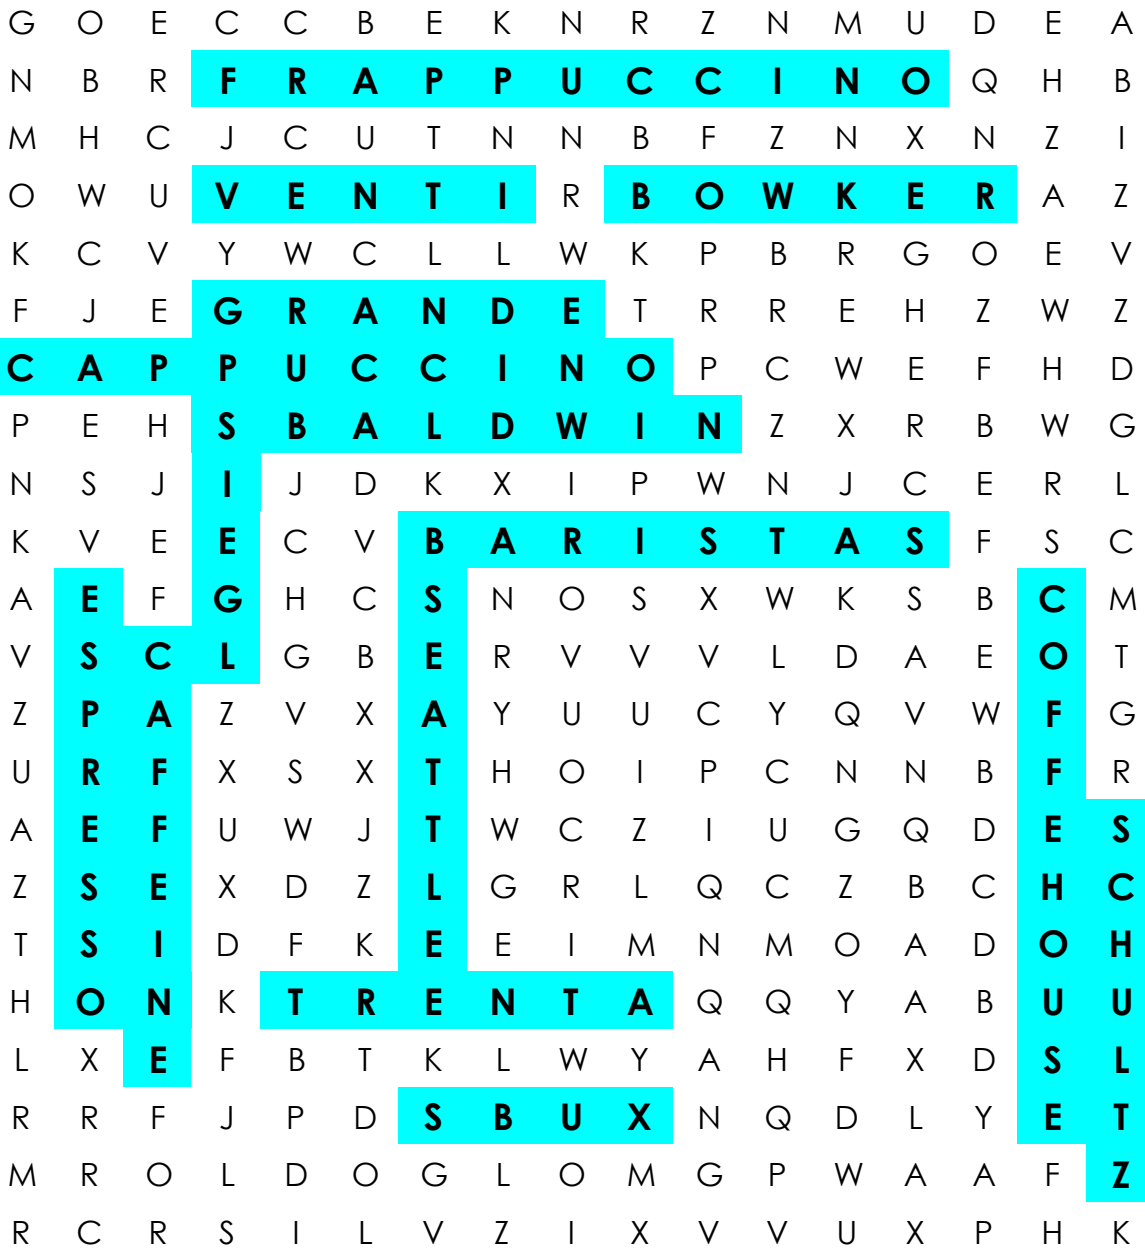 G O E C C B E K N R Z N M U D E A
N B R F R A P P U C C I N O Q H B
M H C J C U T N N B F Z N X N Z I
O W U V E N T I R B O W K E R A Z
K C V Y W C L L W K P B R G O E V
F J E G R A N D E T R R E H Z W Z
C A P P U C C I N O P C W E F H D
P E H S B A L D W I N Z X R B W G
N S J I J D K X I P W N J C E R L
K V E E C V B A R I S T A S F S C
A E F G H C S N O S X W K S B C M
V S C L G B E R V V V L D A E O T
Z P A Z V X A Y U U C Y Q V W F G
U R F X S X T H O I P C N N B F R
A E F U W J T W C Z I U G Q D E S
Z S E X D Z L G R L Q C Z B C H C
T S I D F K E E I M N M O A D O H
H O N K T R E N T A Q Q Y A B U U
L X E F B T K L W Y A H F X D S L
R R F J P D S B U X N Q D L Y E T
M R O L D O G L O M G P W A A F Z
R C R S I L V Z I X V V U X P H K